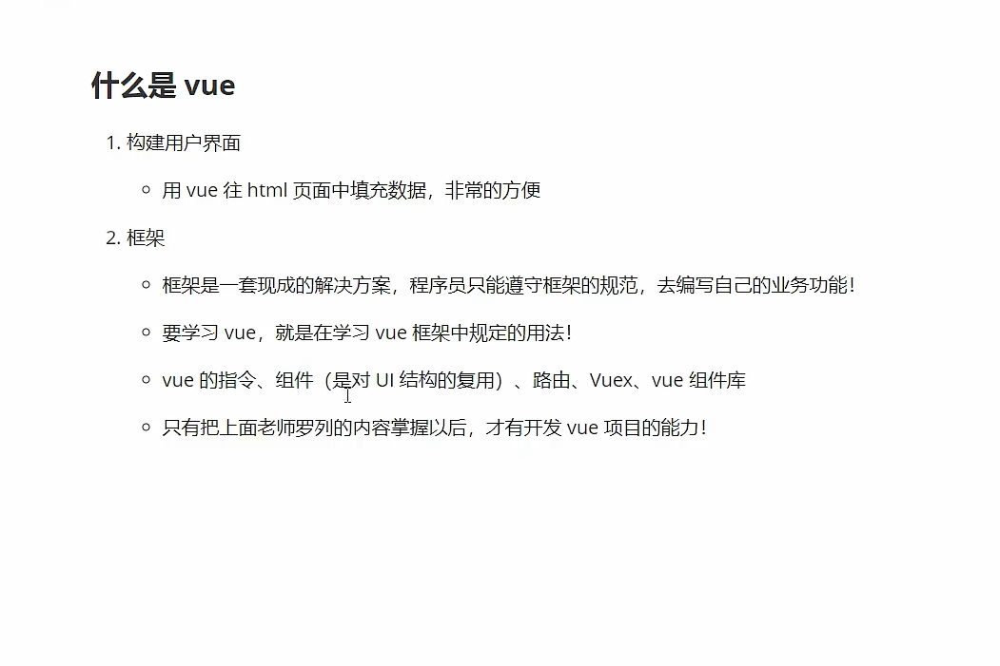 什么是 vue
1. 构建用户界面
◦ 用 vue 往 html 页面中填充数据，非常的方便
2. 框架
◦ 框架是一套现成的解决方案，程序员只能遵守框架的规范，去编写自己的业务功能！
◦ 要学习 vue，就是在学习 vue 框架中规定的用法！
◦ vue 的指令、组件（是对 UI 结构的复用）、路由、Vuex、vue 组件库
◦ 只有把上面老师罗列的内容掌握以后，才有开发 vue 项目的能力！